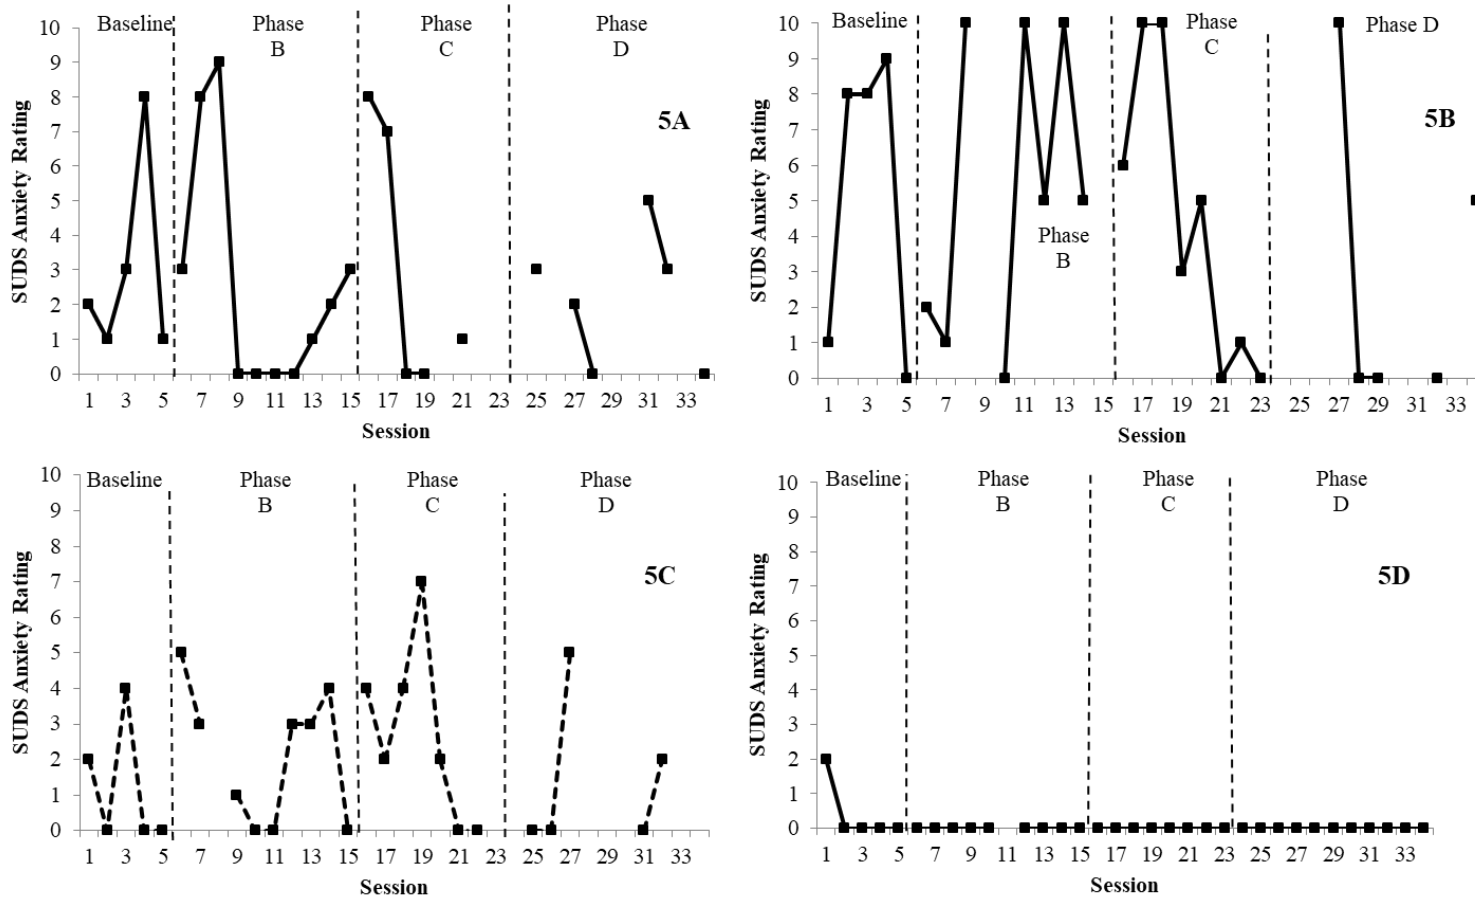 Baseline Phase Phase Phase
B C D
10
9
8
7
6
5
4
3
2
1
0
5A
SUDS Anxiety Rating
1 3 5 7 9 11 13 15 17 19 21 23 25 27 29 31 33
Session
Baseline Phase Phase D
C
10
9
8
7
6
5
4
3
2
1
0
5B
Phase
B
SUDS Anxiety Rating
1 3 5 7 9 11 13 15 17 19 21 23 25 27 29 31 33
Session
Baseline Phase Phase Phase
B C D
10
9
8
7
6
5
4
3
2
1
0
5C
SUDS Anxiety Rating
1 3 5 7 9 11 13 15 17 19 21 23 25 27 29 31 33
Session
Baseline Phase Phase Phase
B C D
10
9
8
7
6
5
4
3
2
1
0
5D
SUDS Anxiety Rating
1 3 5 7 9 11 13 15 17 19 21 23 25 27 29 31 33
Session